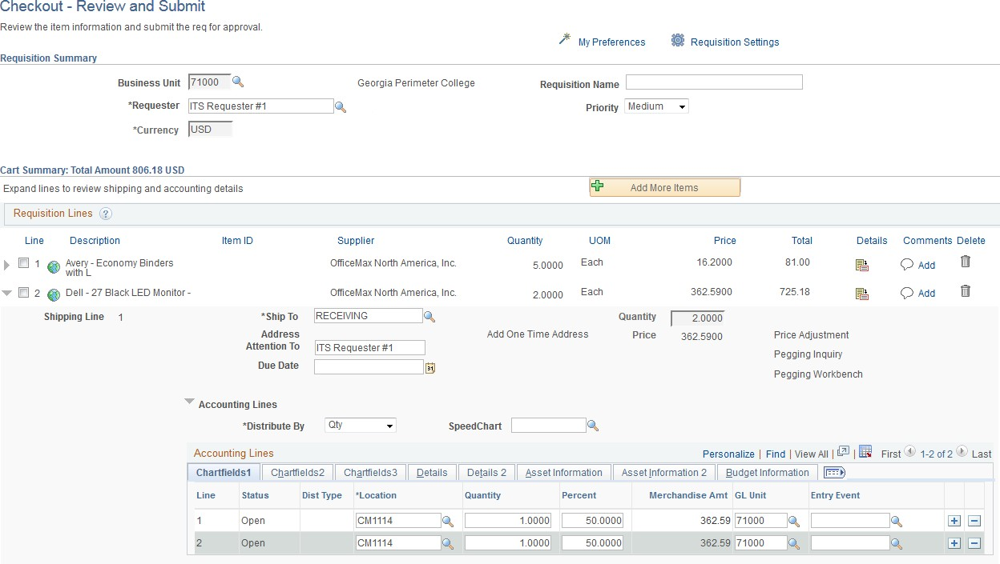 Checkout - Review and Submit
Review the item information and submit the req for approval.
My Preferences Requisition Settings
Requisition Summary
Business Unit 71000 Georgia Perimeter College Requisition Name
*Requester ITS Requester #1 Priority Medium
*Currency USD
Cart Summary: Total Amount 806.18 USD
Expand lines to review shipping and accounting details Add More Items
Requisition Lines ?
Line Description Item ID Supplier Quantity UOM Price Total Details Comments Delete
1 Avery - Economy Binders with L OfficeMax North America, Inc. 5.0000 Each 16.2000 81.00 Add
2 Dell - 27 Black LED Monitor - OfficeMax North America, Inc. 2.0000 Each 362.5900 725.18 Add
Shipping Line 1 *Ship To RECEIVING Quantity 2.0000
Address Add One Time Address Price 362.5900 Price Adjustment
Attention To ITS Requester #1 Pegging Inquiry
Due Date 31 Pegging Workbench
Accounting Lines
*Distribute By Qty SpeedChart
Accounting Lines Personalize | Find | View All | | First 1-2 of 2 Last
Chartfields1 Chartfields2 Chartfields3 Details Details 2 Asset Information Asset Information 2 Budget Information
Line Status Dist Type *Location Quantity Percent Merchandise Amt GL Unit Entry Event
1 Open CM1114 1.0000 50.0000 362.59 71000
2 Open CM1114 1.0000 50.0000 362.59 71000